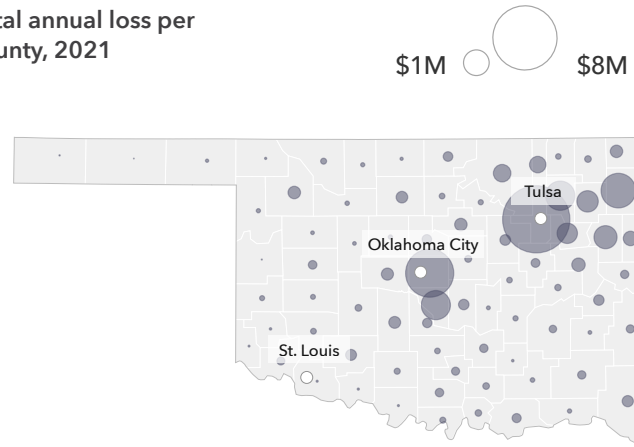 tal annual loss per
unty, 2021
$1M
$8M
Tulsa
Oklahoma City
St. Louis